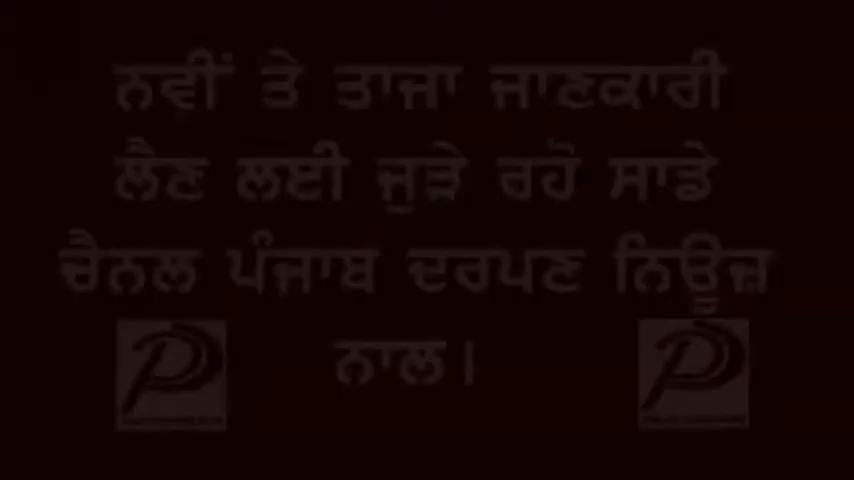 ਨਵੀਂ ਤੇ ਤਾਜਾ ਜਾਣਕਾਰੀ
ਲੈਣ ਲਈ ਜੁੜੇ ਰਹੋ ਸਾਡੇ
ਚੈਨਲ ਪੰਜਾਬ ਦਰਪਣ ਨਿਊਜ਼
ਨਾਲ।